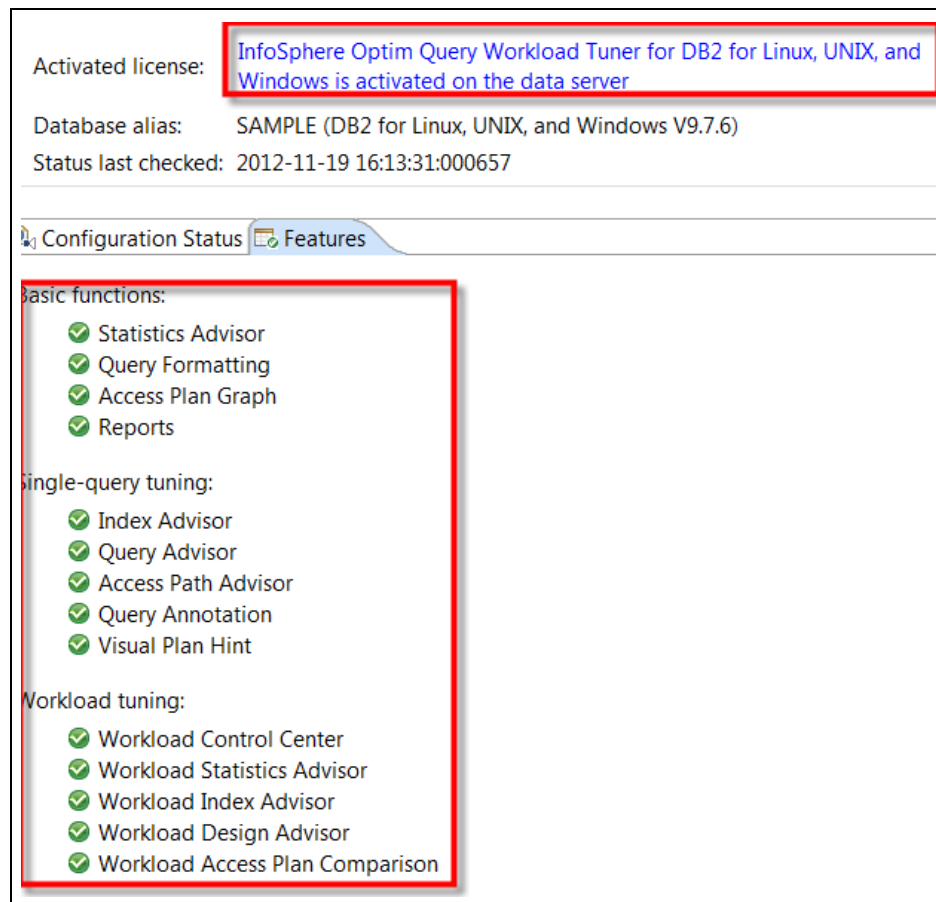 Activated license:
InfoSphere Optim Query Workload Tuner for DB2 for Linux, UNIX, and
Windows is activated on the data server
Database alias: SAMPLE (DB2 for Linux, UNIX, and Windows V9.7.6)
Status last checked: 2012-11-19 16:13:31:000657
Configuration Status Features
Basic functions:
Statistics Advisor
Query Formatting
Access Plan Graph
Reports
Single-query tuning:
Index Advisor
Query Advisor
Access Path Advisor
Query Annotation
Visual Plan Hint
Workload tuning:
Workload Control Center
Workload Statistics Advisor
Workload Index Advisor
Workload Design Advisor
Workload Access Plan Comparison